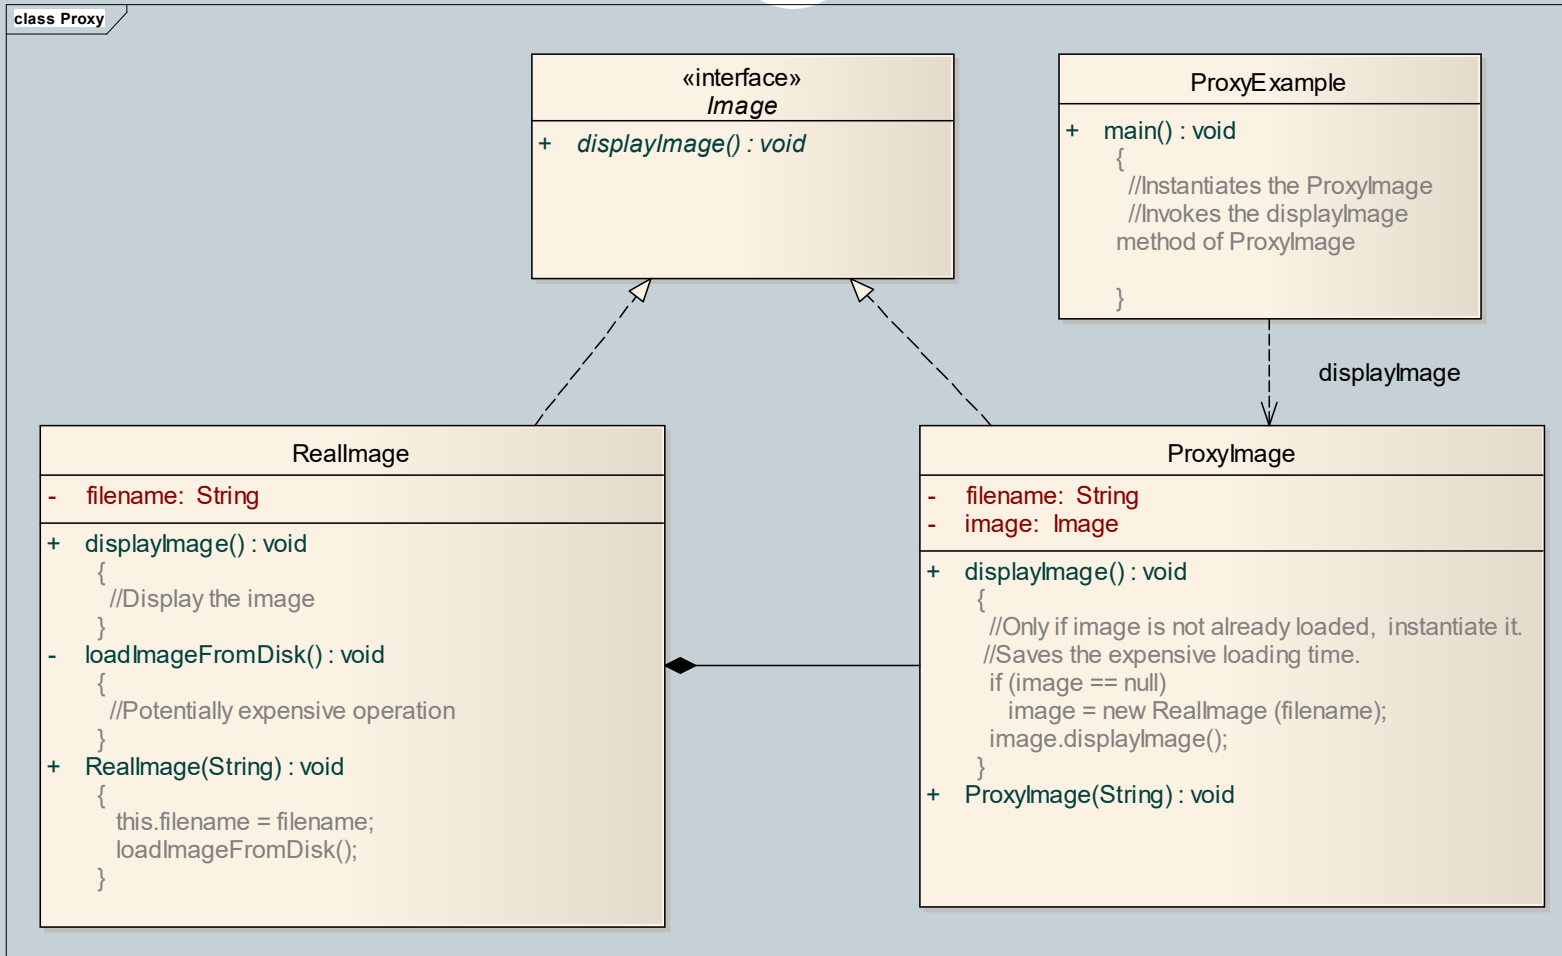 class Proxy
«interface»
Image
+ displayImage() : void
ProxyExample
+ main() : void
{
//Instantiates the ProxyImage
//Invokes the displayImage
method of ProxyImage
}
displayImage
RealImage
- filename: String
+ displayImage() : void
{
//Display the image
}
- loadImageFromDisk() : void
{
//Potentially expensive operation
}
+ RealImage(String) : void
{
this.filename = filename;
loadImageFromDisk();
}
ProxyImage
- filename: String
- image: Image
+ displayImage() : void
{
//Only if image is not already loaded, instantiate it.
//Saves the expensive loading time.
if (image == null)
image = new RealImage (filename);
image.displayImage();
}
+ ProxyImage(String) : void